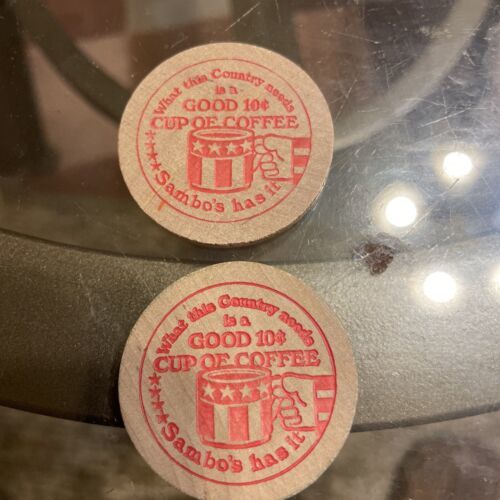 What this Country needs
is a
GOOD 10¢
CUP OF COFFEE
Sambo's has it
What this Country needs
is a
GOOD 10¢
CUP OF COFFEE
Sambo's has it